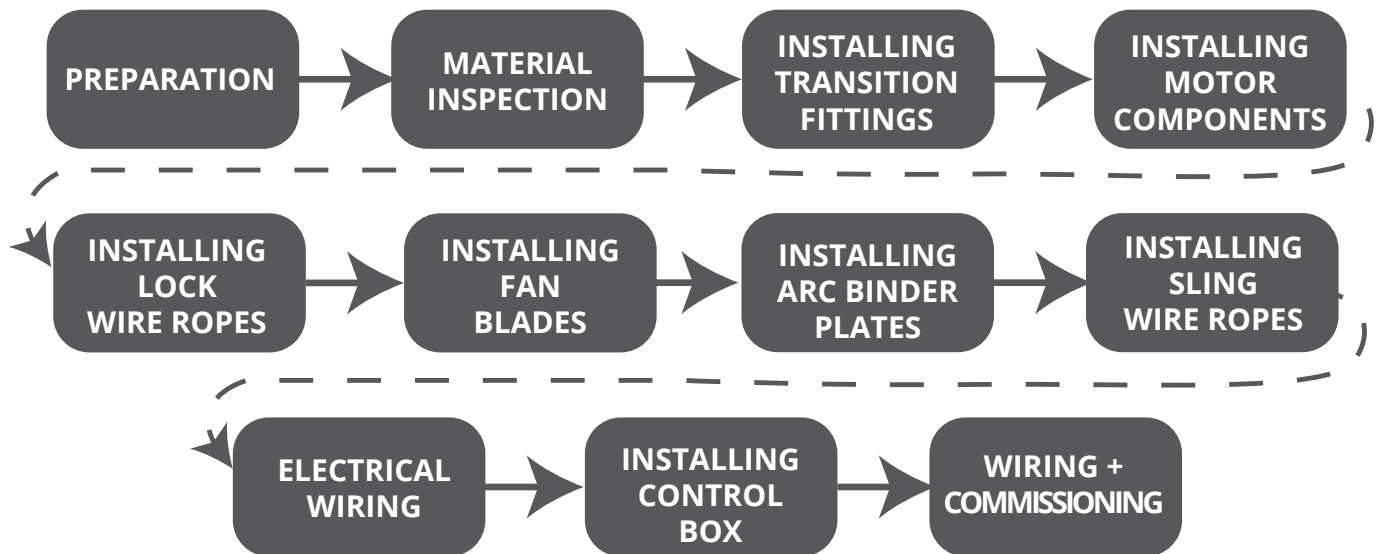 PREPARATION
MATERIAL
INSPECTION
INSTALLING
TRANSITION
FITTINGS
INSTALLING
MOTOR
COMPONENTS
INSTALLING
LOCK
WIRE ROPES
INSTALLING
FAN
BLADES
INSTALLING
ARC BINDER
PLATES
INSTALLING
SLING
WIRE ROPES
ELECTRICAL
WIRING
INSTALLING
CONTROL
BOX
WIRING +
COMMISSIONING